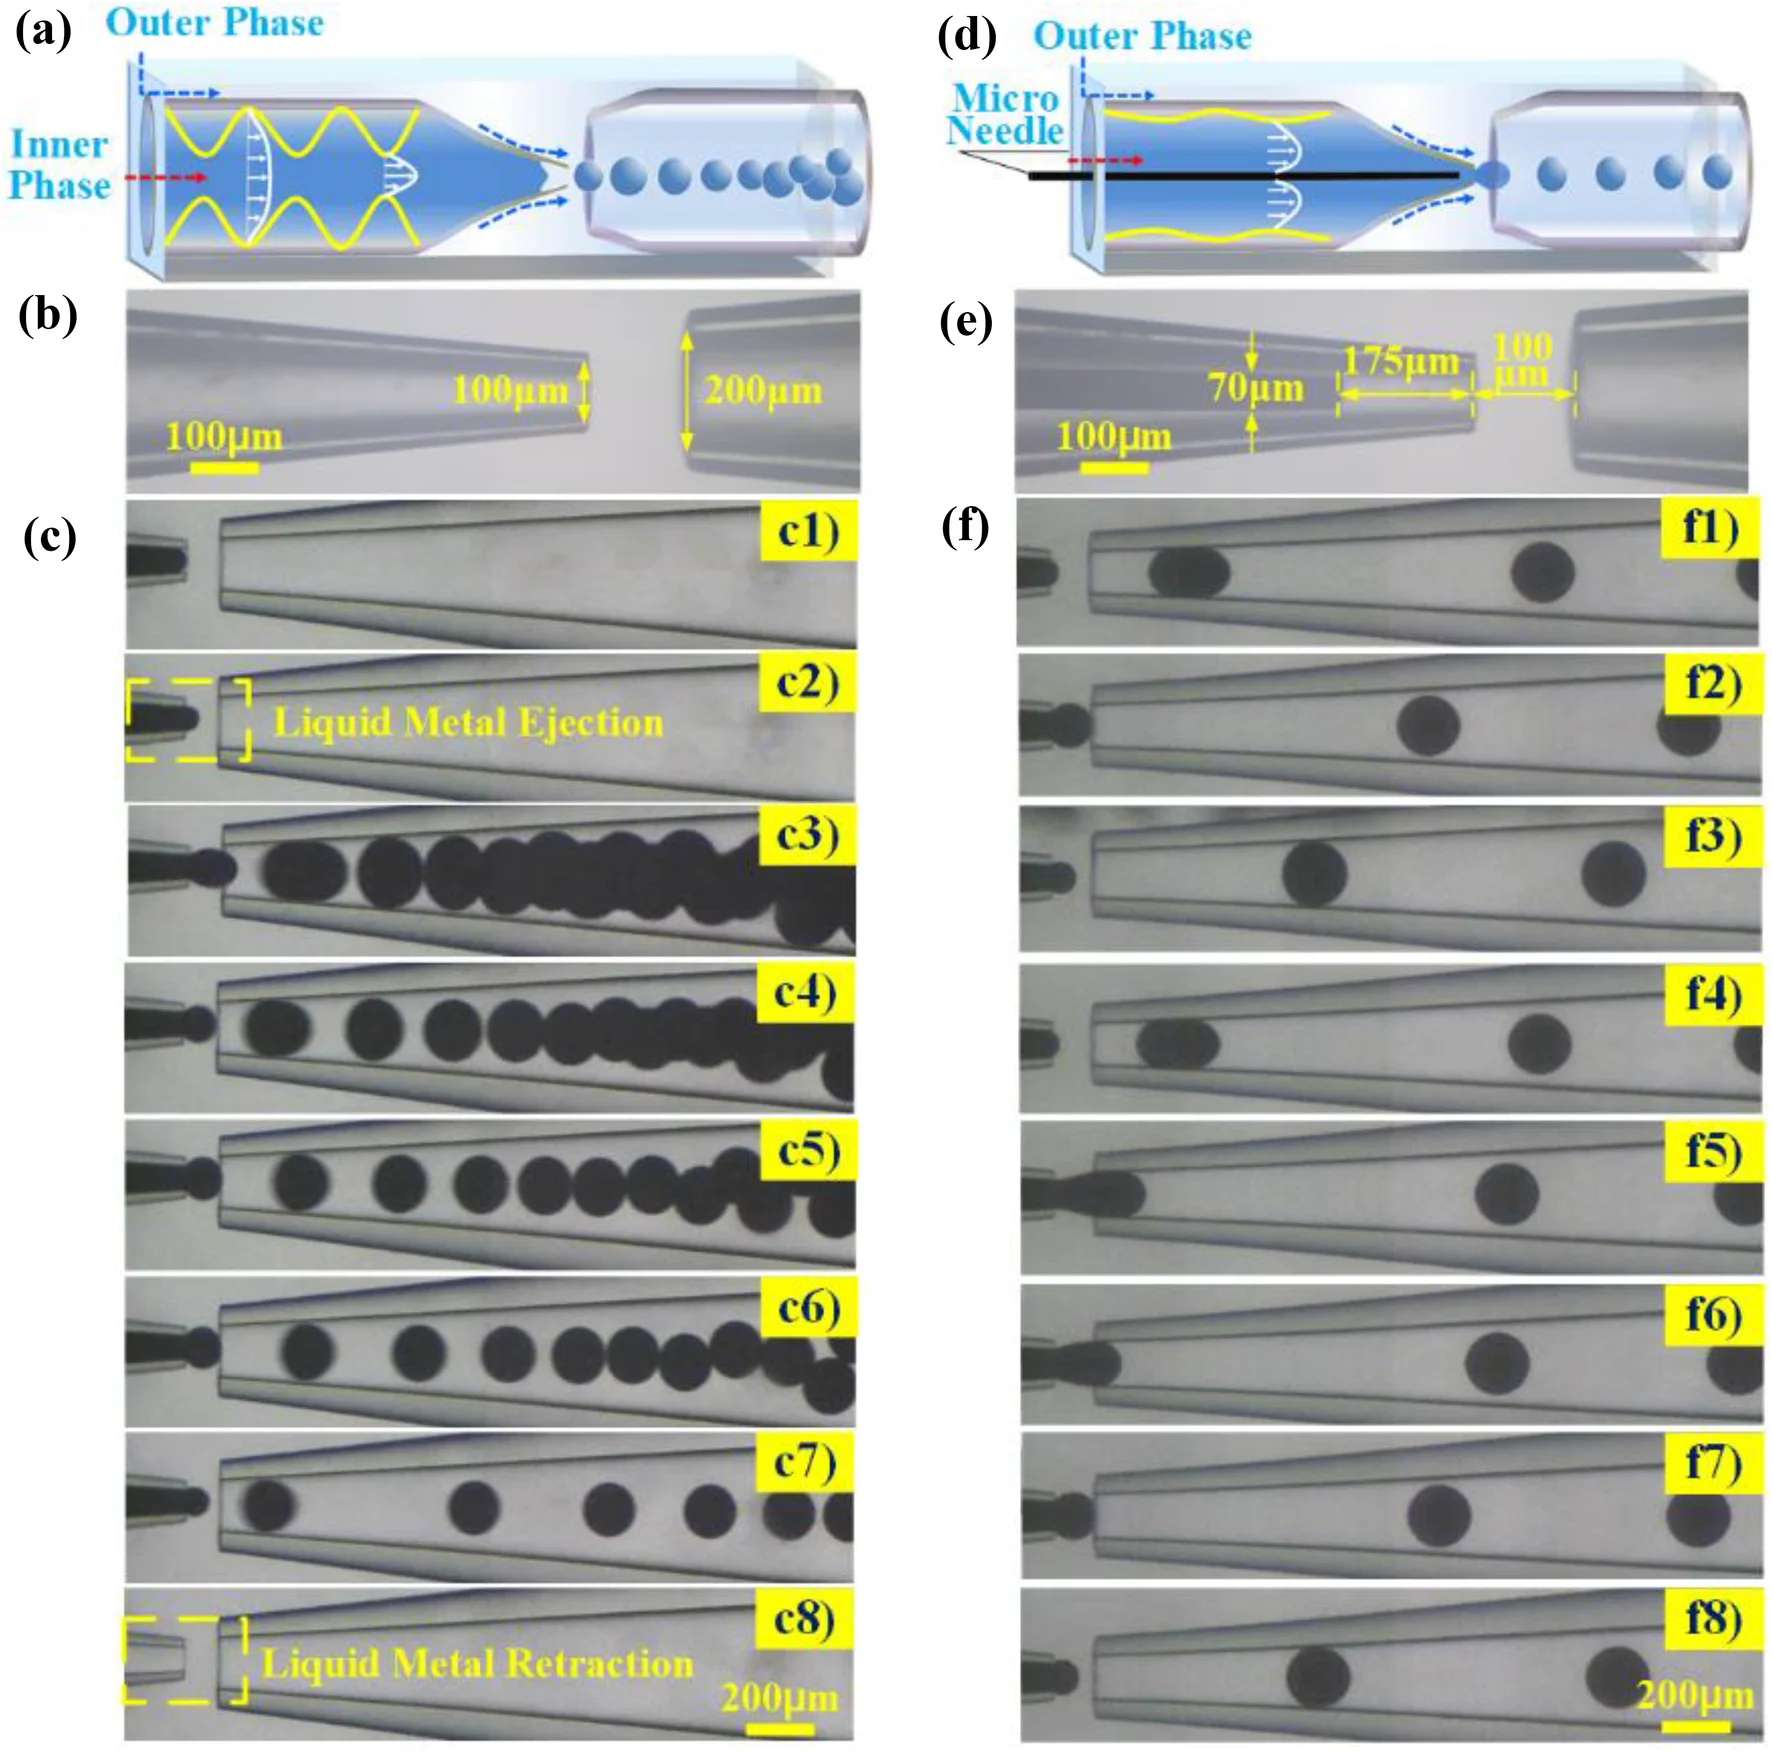 (a)
Outer Phase
Inner
Phase
(b)
100μm
200μm
100μm
(c)
c1)
c2)
Liquid Metal Ejection
c3)
c4)
c5)
c6)
c7)
c8)
Liquid Metal Retraction
200μm
(d)
Outer Phase
Micro
Needle
(e)
70μm
175μm
100
μm
100μm
(f)
f1)
f2)
f3)
f4)
f5)
f6)
f7)
f8)
200μm